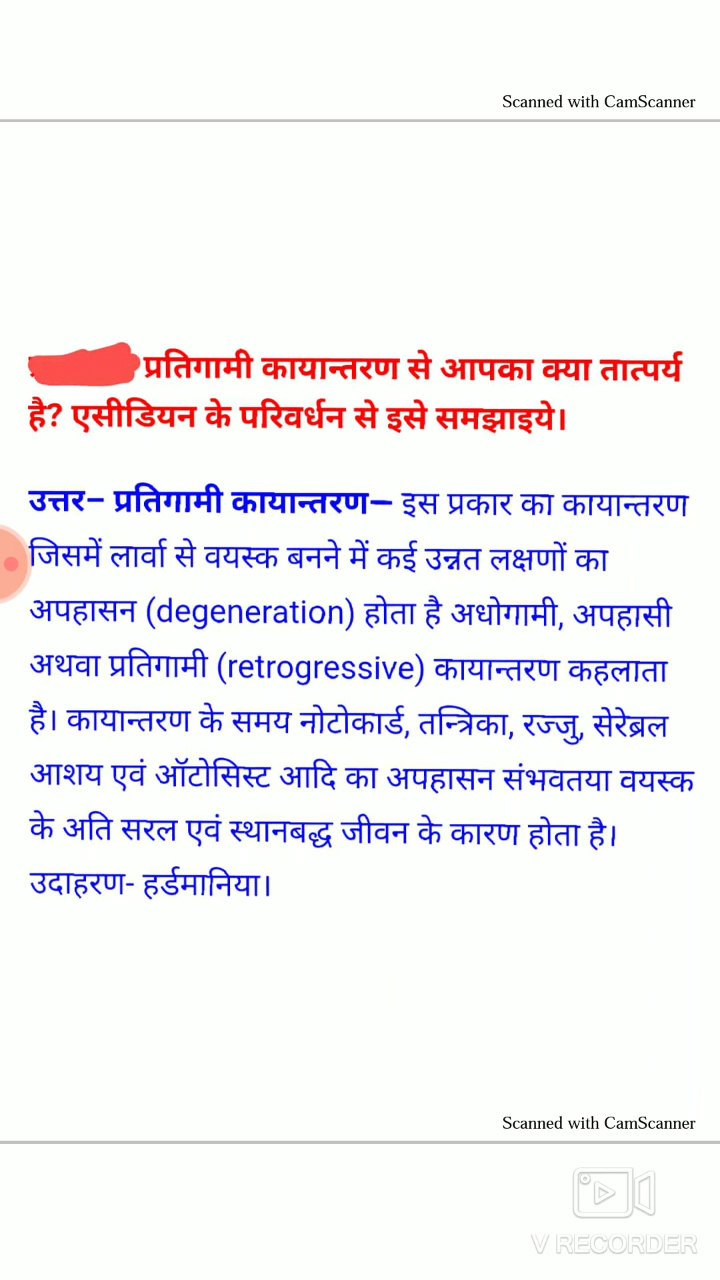 Scanned with CamScanner
प्रतिगामी कायान्तरण से आपका क्या तात्पर्य
है? एसीडियन के परिवर्धन से इसे समझाइये।
उत्तर– प्रतिगामी कायान्तरण– इस प्रकार का कायान्तरण
जिसमें लार्वा से वयस्क बनने में कई उन्नत लक्षणों का
अपहासन (degeneration) होता है अधोगामी, अपहासी
अथवा प्रतिगामी (retrogressive) कायान्तरण कहलाता
है। कायान्तरण के समय नोटोकार्ड, तन्त्रिका, रज्जु, सेरेब्रल
आशय एवं ऑटोसिस्ट आदि का अपहासन संभवतया वयस्क
के अति सरल एवं स्थानबद्ध जीवन के कारण होता है।
उदाहरण- हर्डमानिया।
Scanned with CamScanner
V RECORDER